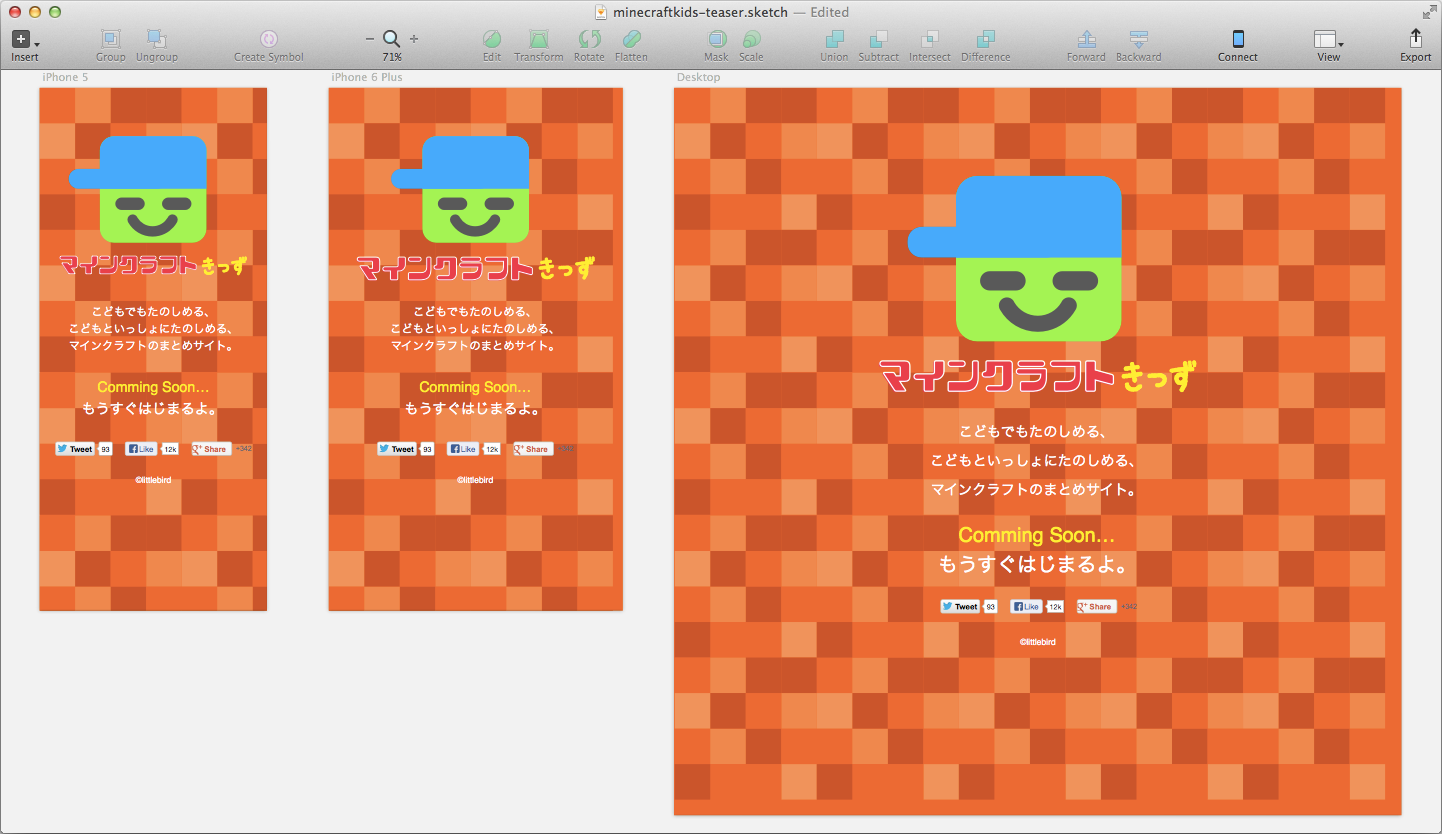 minecraftkids-teaser.sketch — Edited
Insert
Group
Ungroup
Create Symbol
71%
Edit
Transform
Rotate
Flatten
Mask
Scale
Union
Subtract
Intersect
Difference
Forward
Backward
Connect
View
Export
iPhone 5
マインクラフトきっず
こどもでもたのしめる、
こどもといっしょにたのしめる、
マインクラフトのまとめサイト。
Comming Soon...
もうすぐはじまるよ。
Tweet 93 Like 12k Share +342
©littlebird
iPhone 6 Plus
マインクラフトきっず
こどもでもたのしめる、
こどもといっしょにたのしめる、
マインクラフトのまとめサイト。
Comming Soon...
もうすぐはじまるよ。
Tweet 93 Like 12k Share +342
©littlebird
Desktop
マインクラフトきっず
こどもでもたのしめる、
こどもといっしょにたのしめる、
マインクラフトのまとめサイト。
Comming Soon...
もうすぐはじまるよ。
Tweet 93 Like 12k Share +342
©littlebird